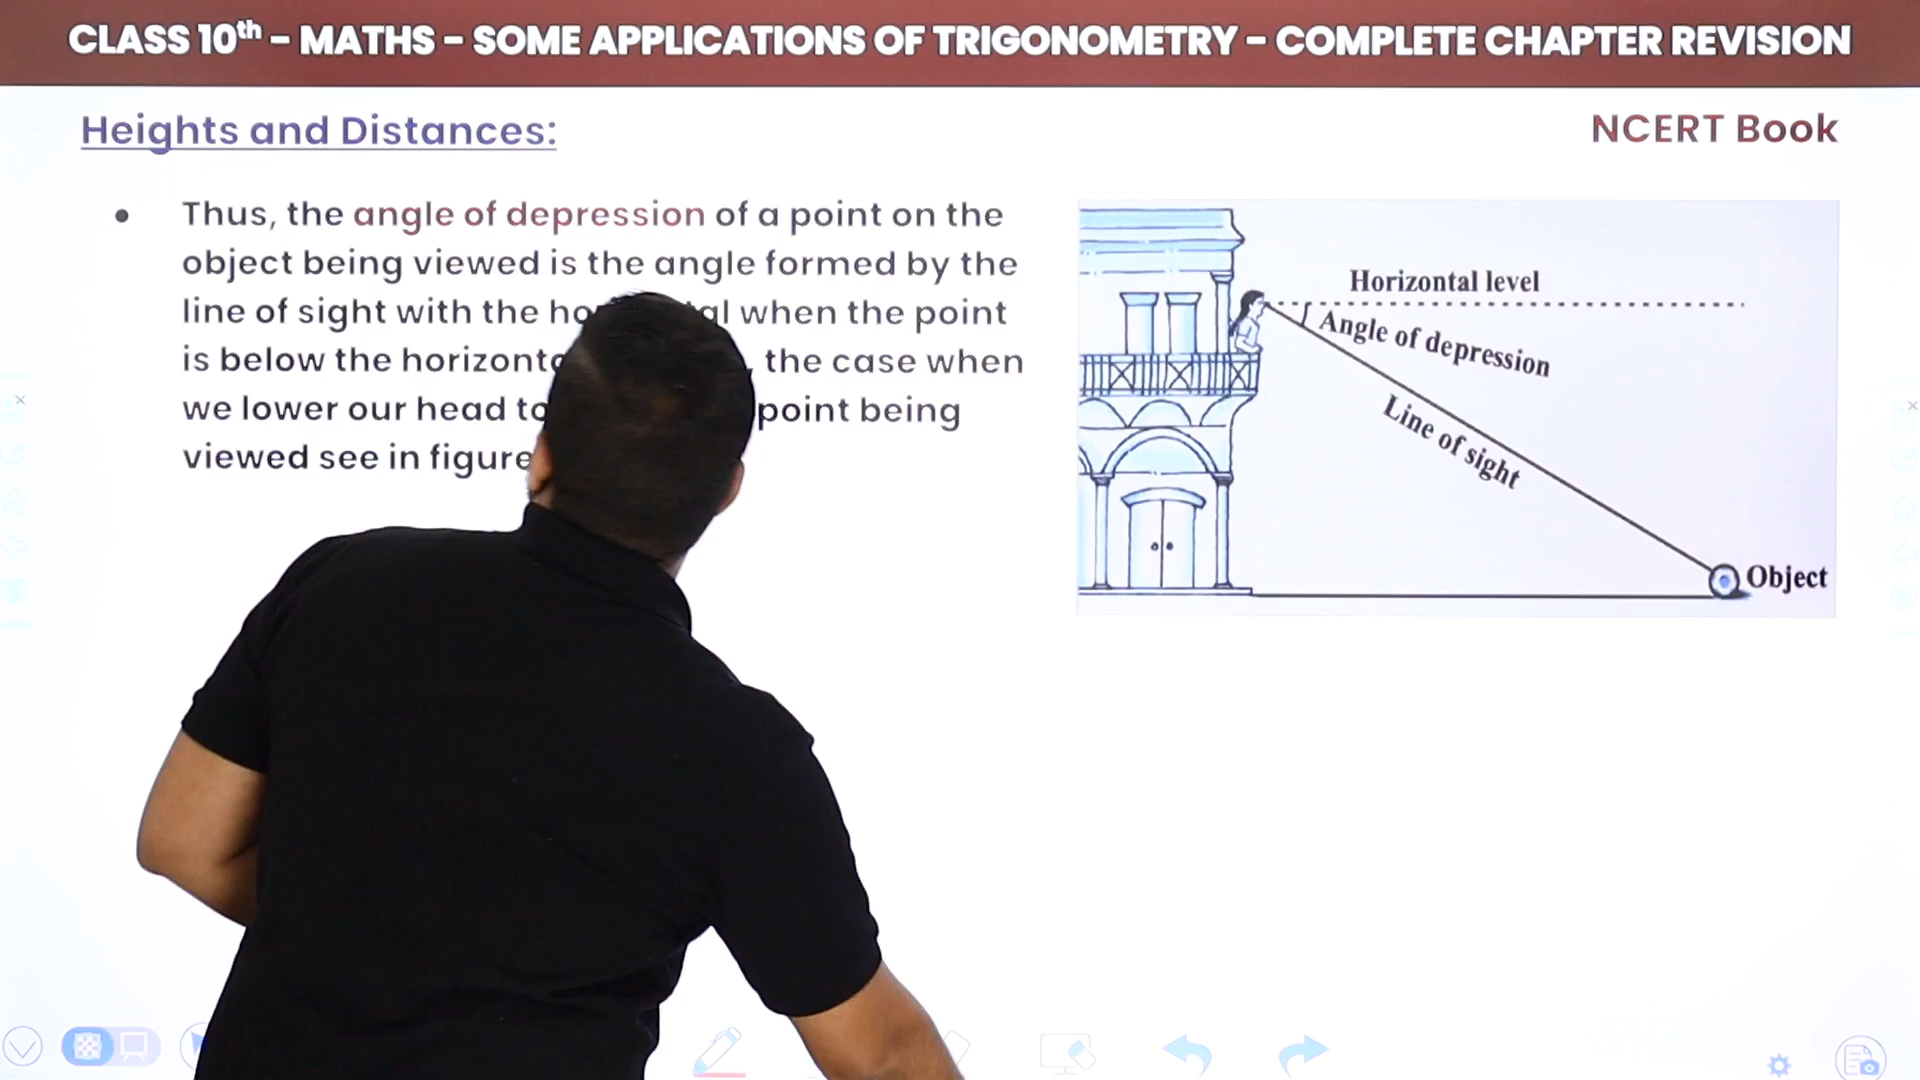 CLASS 10th – MATHS – SOME APPLICATIONS OF TRIGONOMETRY – COMPLETE CHAPTER REVISION
Heights and Distances:
NCERT Book
• Thus, the angle of depression of a point on the
object being viewed is the angle formed by the
line of sight with the when the point
is below the the case when
we lower our head point being
viewed see in figure
Horizontal level
Angle of depression
Line of sight
Object